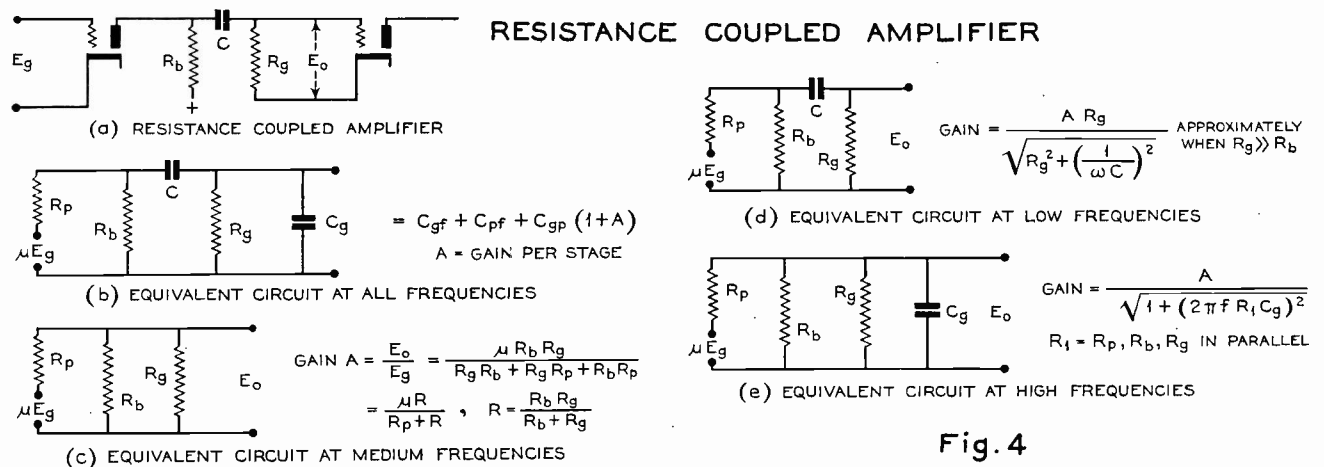 RESISTANCE COUPLED AMPLIFIER
Eg
Rb
+
C
Rg
Eo
(a) RESISTANCE COUPLED AMPLIFIER
Rp
μEg
Rb
C
Rg
Cg
= Cgf + Cpf + Cgp (1+A)
A = GAIN PER STAGE
(b) EQUIVALENT CIRCUIT AT ALL FREQUENCIES
Rp
μEg
Rb
Rg
Eo
GAIN A = Eo/Eg = μ Rb Rg / (Rg Rb + Rg Rp + Rb Rp)
= μR / (Rp + R) , R = Rb Rg / (Rb + Rg)
(c) EQUIVALENT CIRCUIT AT MEDIUM FREQUENCIES
Rp
μEg
Rb
C
Rg
Eo
GAIN = A Rg / √(Rg² + (1/ωC)²) APPROXIMATELY
WHEN Rg ≫ Rb
(d) EQUIVALENT CIRCUIT AT LOW FREQUENCIES
Rp
μEg
Rb
Rg
Cg
Eo
GAIN = A / √(1 + (2πf R1 Cg)²)
R1 = Rp, Rb, Rg IN PARALLEL
(e) EQUIVALENT CIRCUIT AT HIGH FREQUENCIES
Fig. 4